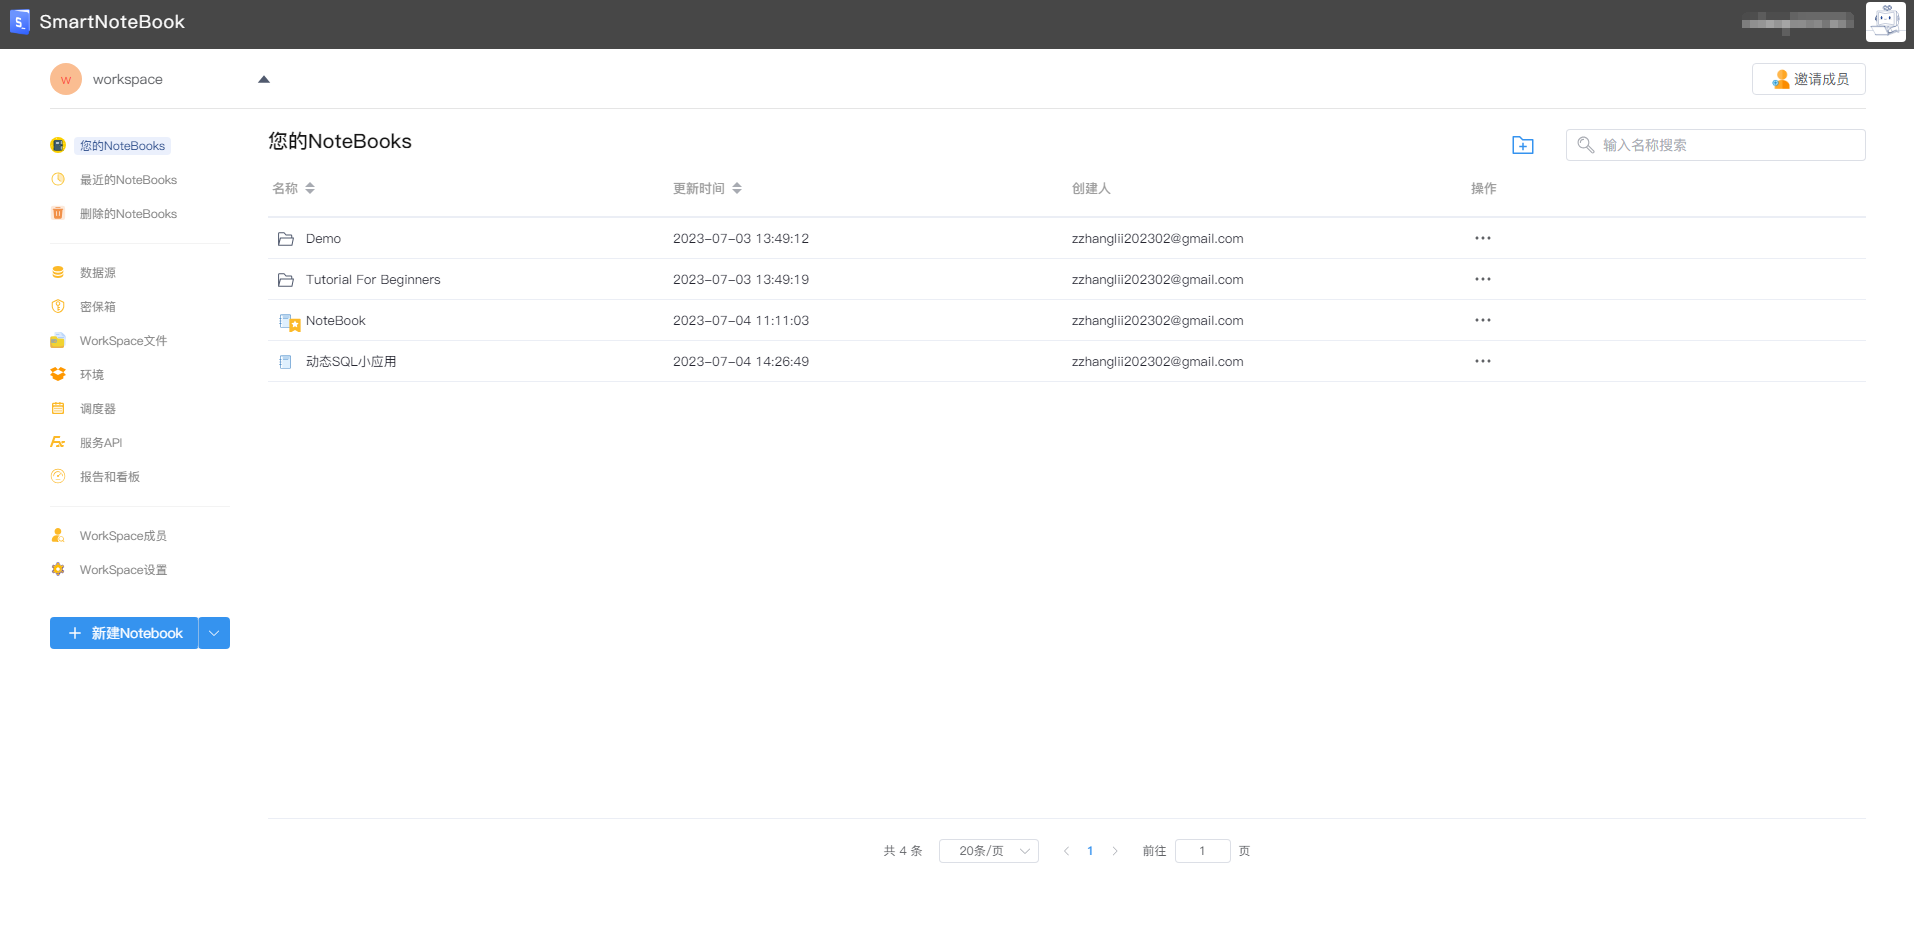 SmartNoteBook
w workspace
邀请成员
您的NoteBooks
最近的NoteBooks
删除的NoteBooks
数据源
密保箱
WorkSpace文件
环境
调度器
服务API
报告和看板
WorkSpace成员
WorkSpace设置
新建Notebook
您的NoteBooks
输入名称搜索
名称 更新时间 创建人 操作
Demo 2023-07-03 13:49:12 zzhanglii202302@gmail.com
Tutorial For Beginners 2023-07-03 13:49:19 zzhanglii202302@gmail.com
NoteBook 2023-07-04 11:11:03 zzhanglii202302@gmail.com
动态SQL小应用 2023-07-04 14:26:49 zzhanglii202302@gmail.com
共 4 条 20条/页 1 前往 1 页